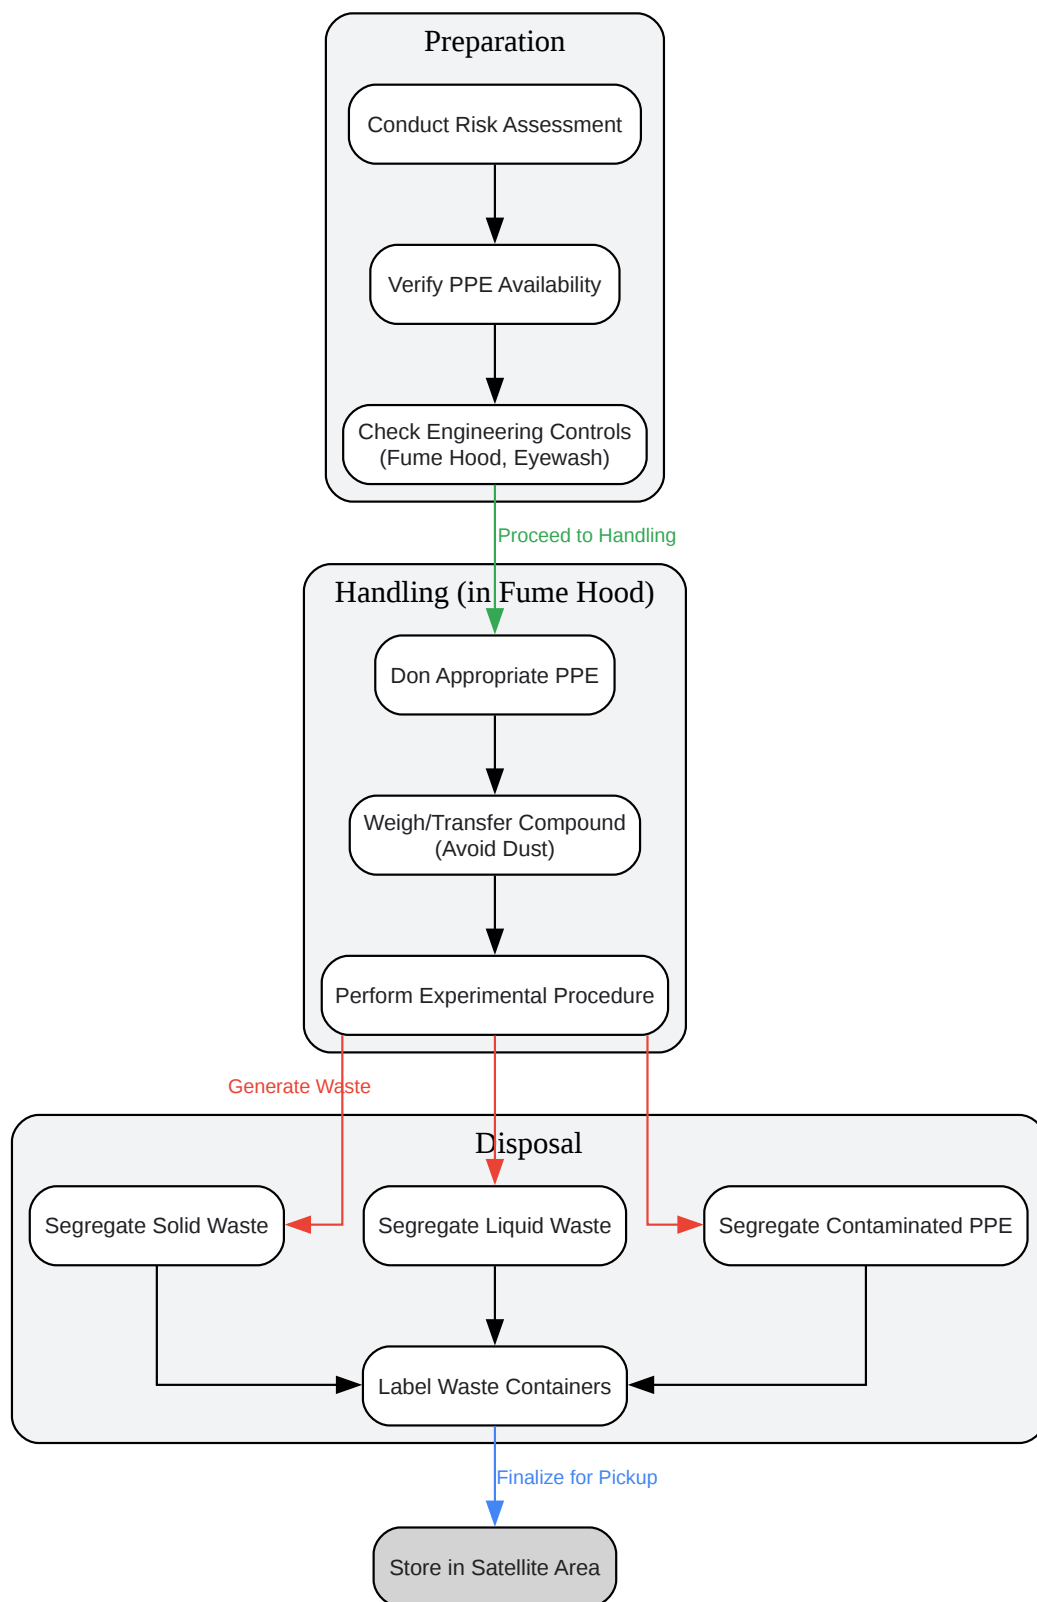 Preparation
Conduct Risk Assessment
Verify PPE Availability
Check Engineering Controls
(Fume Hood, Eyewash)
Proceed to Handling
Handling (in Fume Hood)
Don Appropriate PPE
Weigh/Transfer Compound
(Avoid Dust)
Perform Experimental Procedure
Generate Waste
Disposal
Segregate Solid Waste
Segregate Liquid Waste
Segregate Contaminated PPE
Label Waste Containers
Finalize for Pickup
Store in Satellite Area